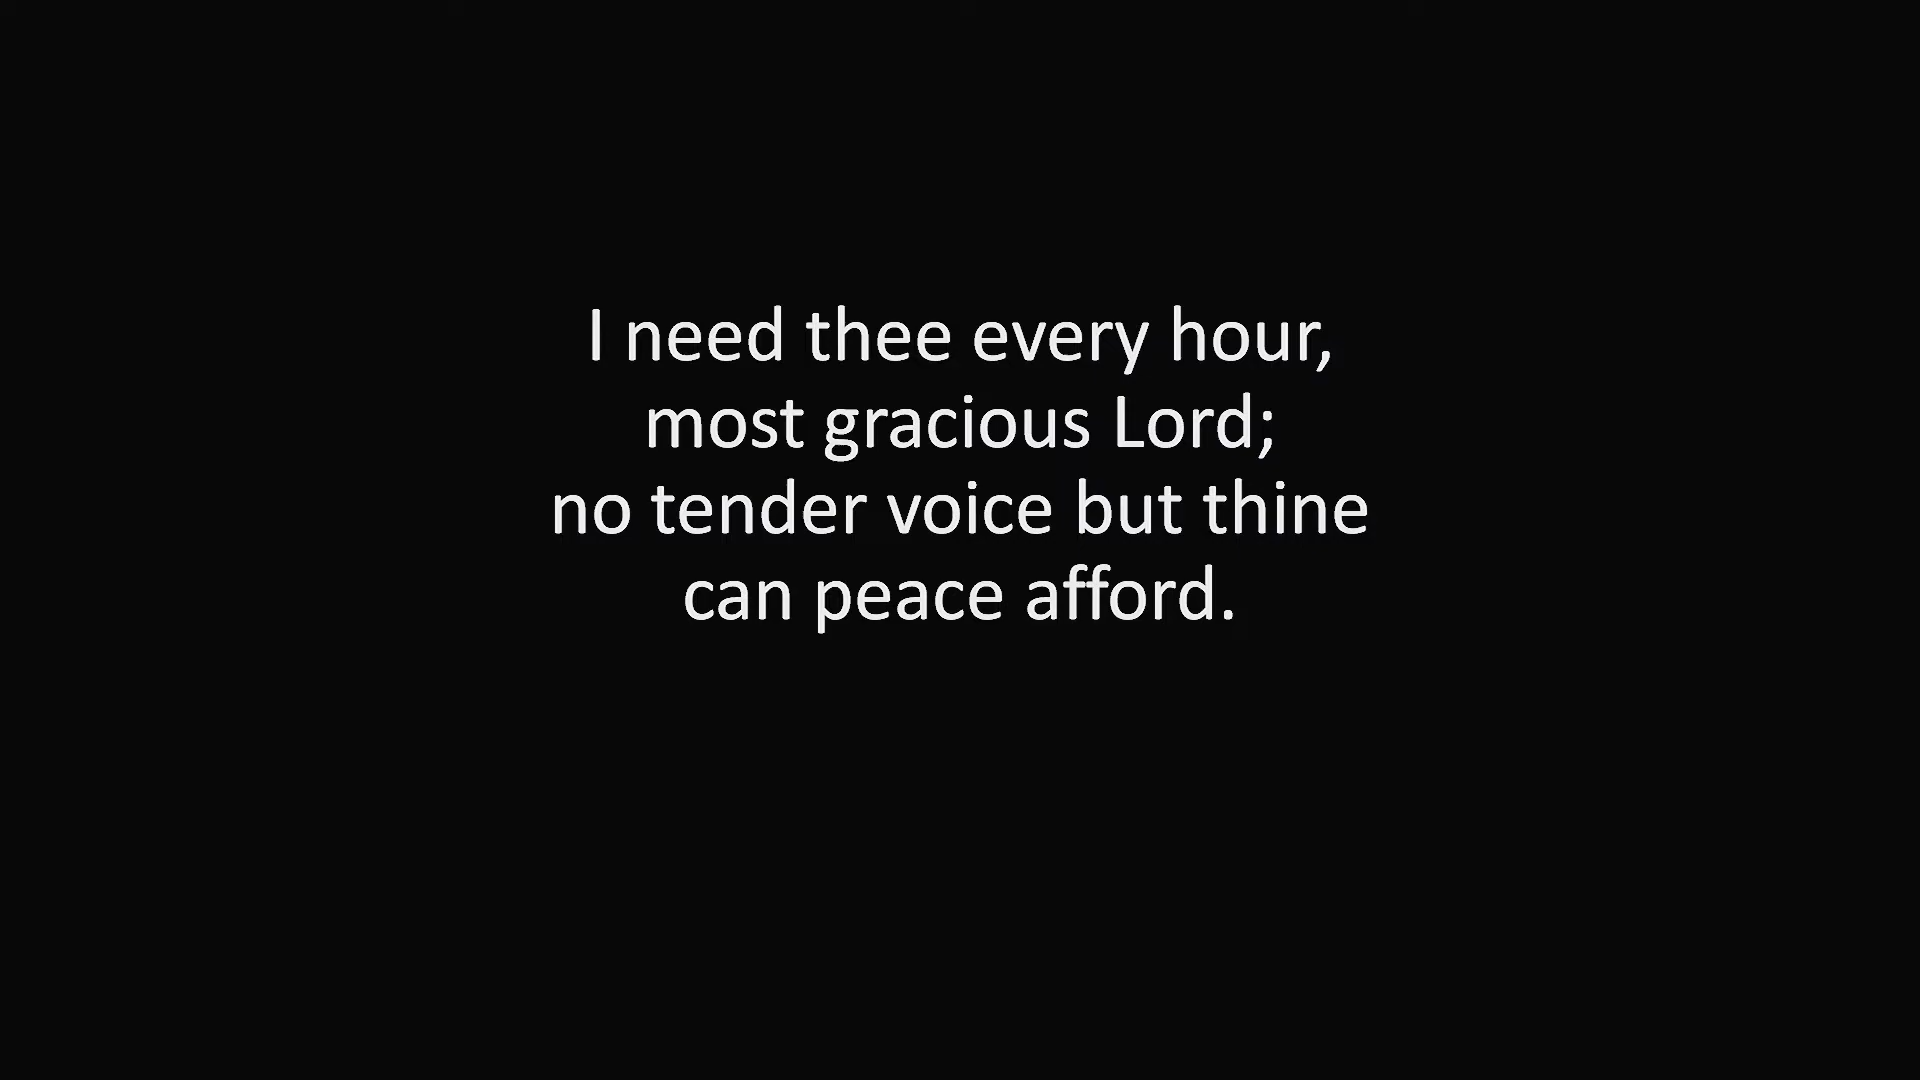 I need thee every hour,
most gracious Lord;
no tender voice but thine
can peace afford.